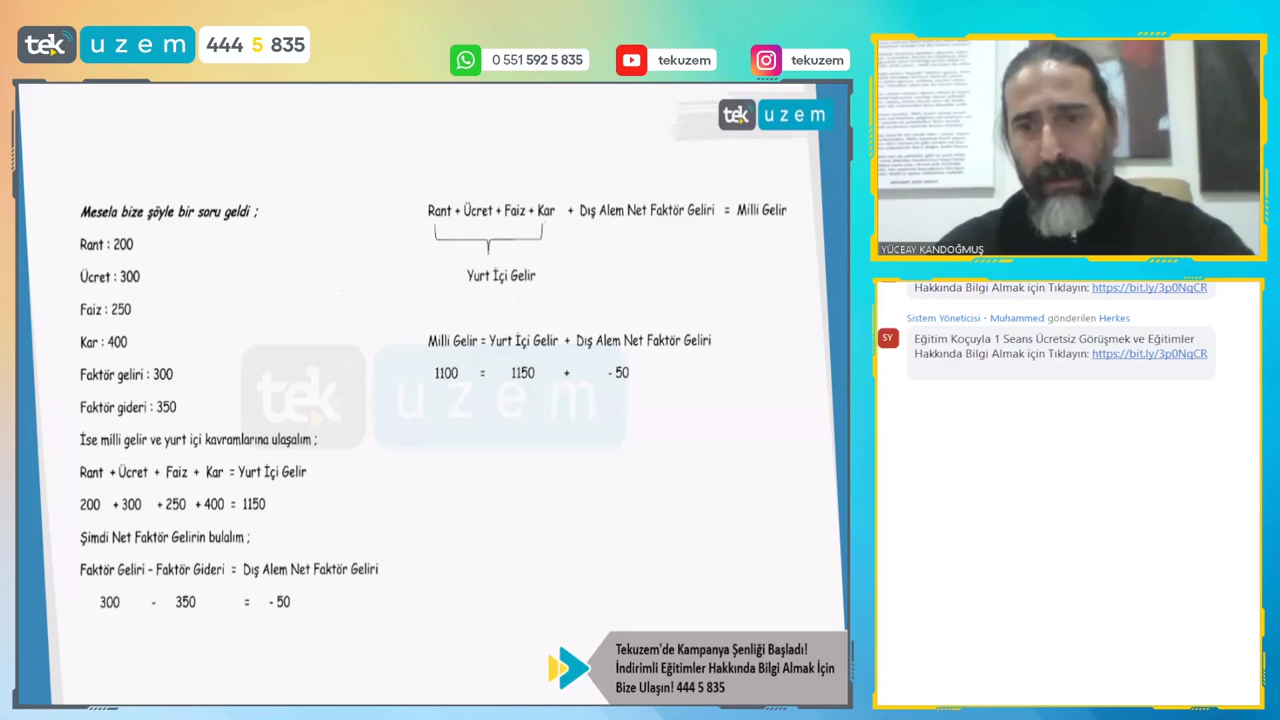 tek uzem 444 5 835
0 551 592 5 835
tekuzem
tekuzem
tek uzem
Mesela bize şöyle bir soru geldi ;
Rant : 200
Ücret : 300
Faiz : 250
Kar : 400
Faktör geliri : 300
Faktör gideri : 350
İse milli gelir ve yurt içi kavramlarına ulaşalım ;
Rant + Ücret + Faiz + Kar = Yurt İçi Gelir
200 +300 +250 +400 = 1150
Şimdi Net Faktör Gelirin bulalım ;
Faktör Geliri - Faktör Gideri = Dış Alem Net Faktör Geliri
300 - 350 = - 50
Rant + Ücret + Faiz + Kar + Dış Alem Net Faktör Geliri = Milli Gelir
Yurt İçi Gelir
Milli Gelir = Yurt İçi Gelir + Dış Alem Net Faktör Geliri
1100 = 1150 + - 50
tek uzem
Tekuzem'de Kampanya Şenliği Başladı!
İndirimli Eğitimler Hakkında Bilgi Almak İçin
Bize Ulaşın! 444 5 835
YÜCEAY KANDOĞMUŞ
Hakkında Bilgi Almak için Tıklayın: https://bit.ly/3p0NqCR
Sistem Yöneticisi - Muhammed gönderilen Herkes
SY
Eğitim Koçuyla 1 Seans Ücretsiz Görüşmek ve Eğitimler
Hakkında Bilgi Almak için Tıklayın: https://bit.ly/3p0NqCR